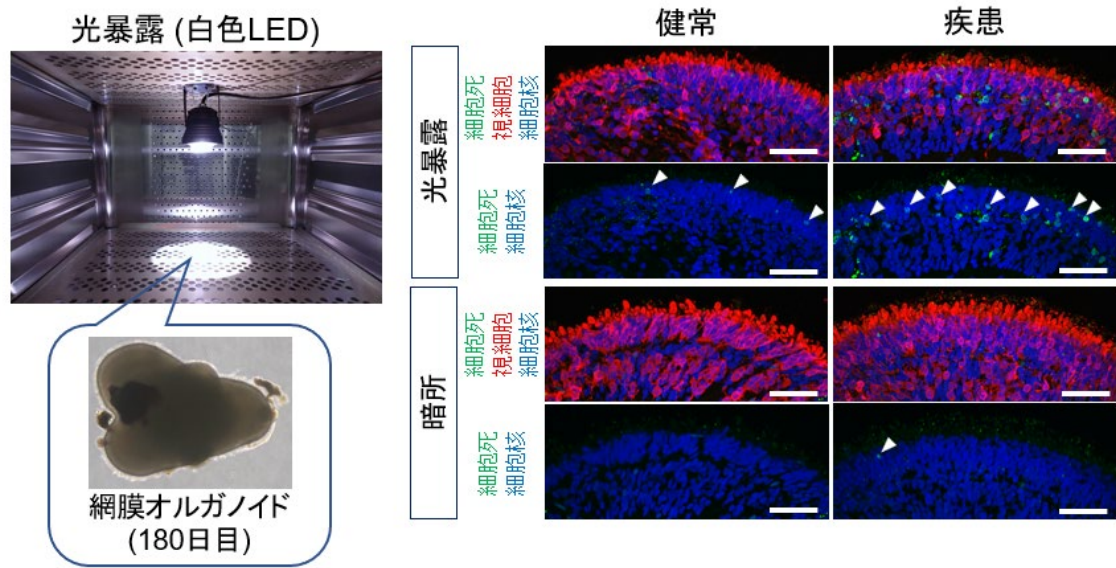 光暴露 (白色LED)
網膜オルガノイド
(180日目)
健常
疾患
光暴露
細胞死
視細胞
細胞核
細胞死
細胞核
暗所
細胞死
視細胞
細胞核
細胞死
細胞核